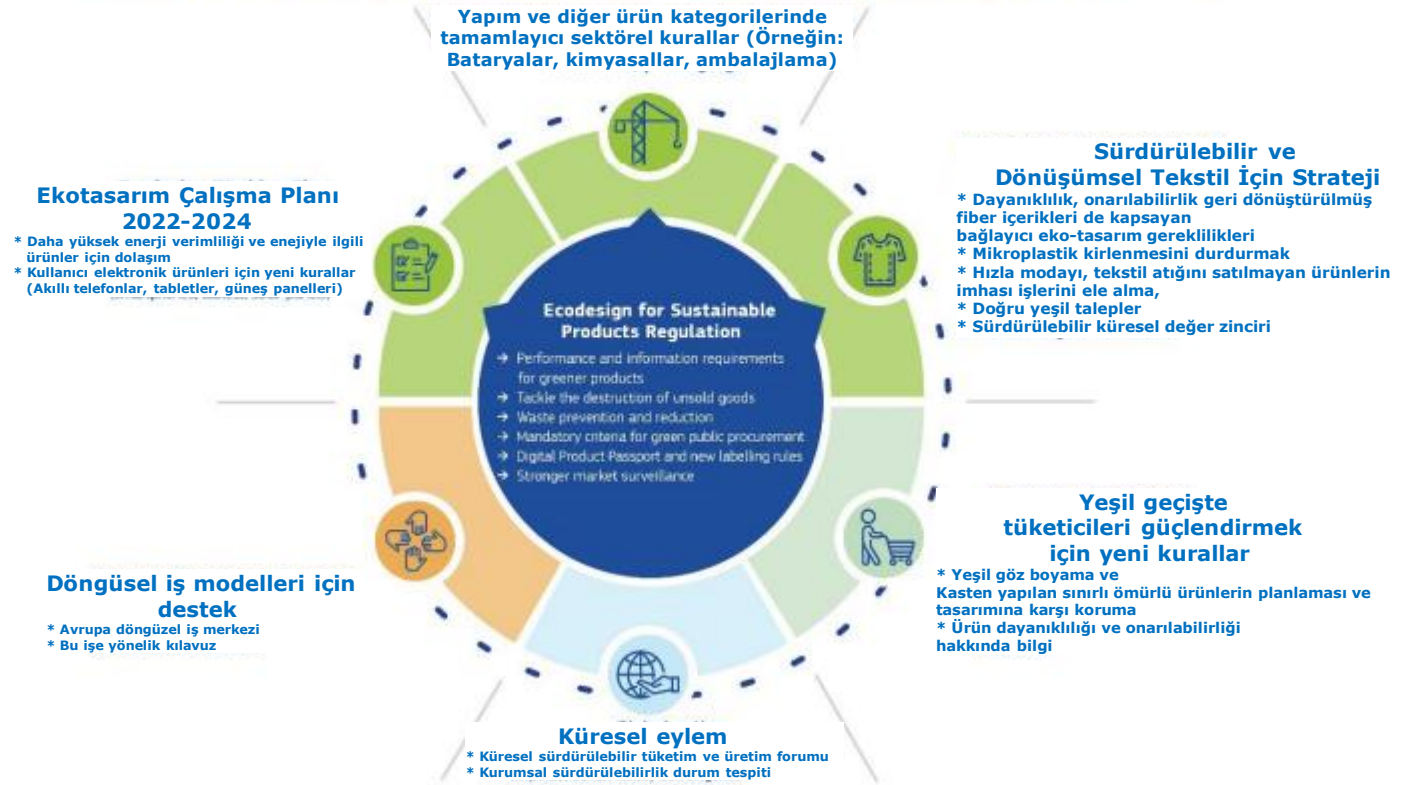 Yapım ve diğer ürün kategorilerinde
tamamlayıcı sektörel kurallar (Örneğin:
Bataryalar, kimyasallar, ambalajlama)
Sürdürülebilir ve
Dönüşümsel Tekstil İçin Strateji
* Dayanıklılık, onarılabilirlik geri dönüştürülmüş
fiber içerikleri de kapsayan
bağlayıcı eko-tasarım gereklilikleri
* Mikroplastik kirlenmesini durdurmak
* Hızla modayı, tekstil atığını satılmayan ürünlerin
imhası işlerini ele alma,
* Doğru yeşil talepler
* Sürdürülebilir küresel değer zinciri
Ekotasarım Çalışma Planı
2022-2024
* Daha yüksek enerji verimliliği ve enejiyle ilgili
ürünler için dolaşım
* Kullanıcı elektronik ürünleri için yeni kurallar
(Akıllı telefonlar, tabletler, güneş panelleri)
Ecodesign for Sustainable
Products Regulation
→ Performance and information requirements
for greener products
→ Tackle the destruction of unsold goods
→ Waste prevention and reduction
→ Mandatory criteria for green public procurement
→ Digital Product Passport and new labelling rules
→ Stronger market surveillance
Yeşil geçişte
tüketicileri güçlendirmek
için yeni kurallar
* Yeşil göz boyama ve
Kasten yapılan sınırlı ömürlü ürünlerin planlaması ve
tasarımına karşı koruma
* Ürün dayanıklılığı ve onarılabilirliği
hakkında bilgi
Döngüsel iş modelleri için
destek
* Avrupa döngüzel iş merkezi
* Bu işe yönelik kılavuz
Küresel eylem
* Küresel sürdürülebilir tüketim ve üretim forumu
* Kurumsal sürdürülebilirlik durum tespiti